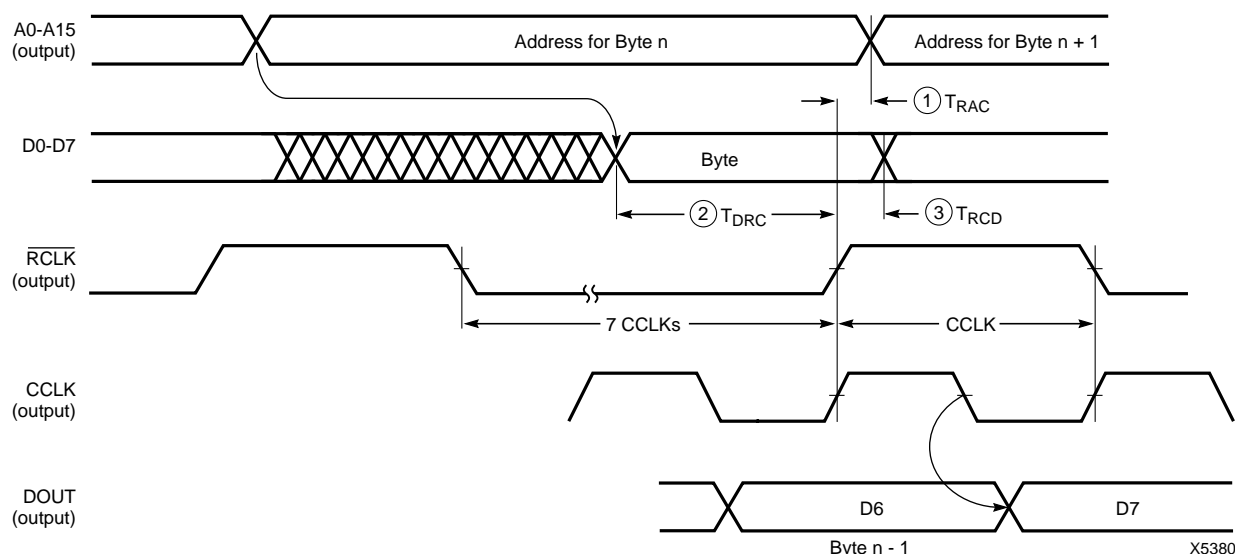 A0-A15
(output)
Address for Byte n
Address for Byte n + 1
1 TRAC
D0-D7
Byte
2 TDRC
3 TRCD
RCLK
(output)
7 CCLKs
CCLK
CCLK
(output)
DOUT
(output)
D6
D7
Byte n - 1
X5380